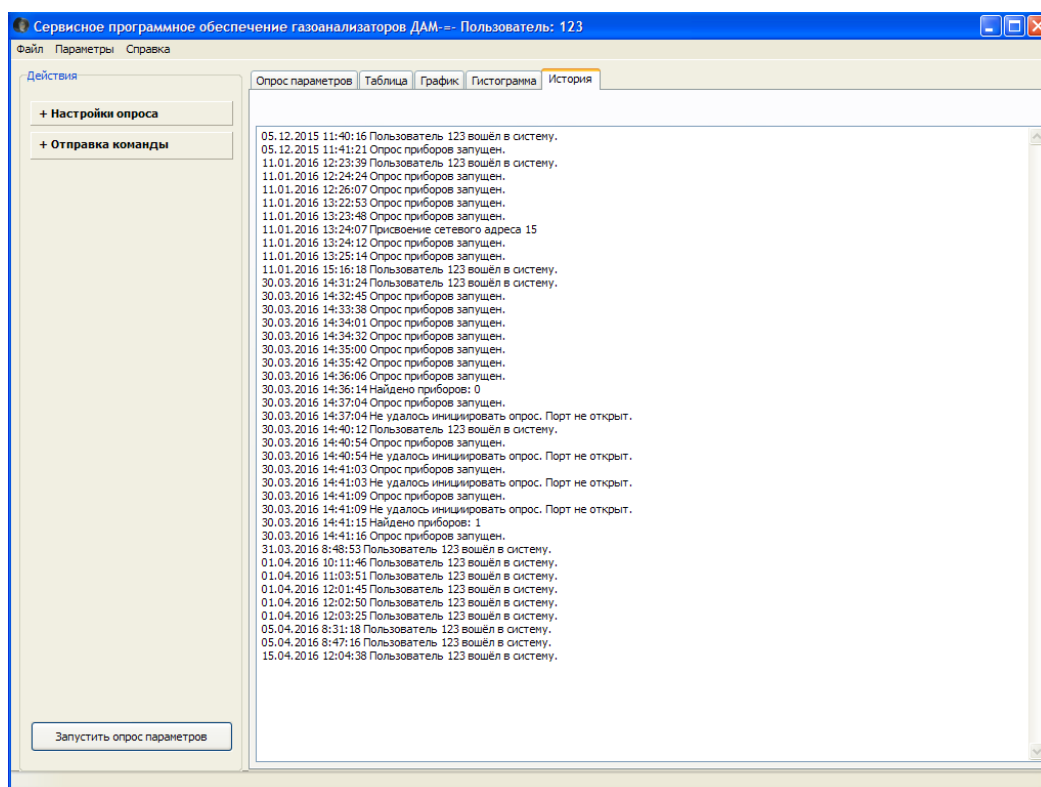 Сервисное программное обеспечение газоанализаторов ДАМ-=- Пользователь: 123
Файл Параметры Справка
Действия
+ Настройки опроса
+ Отправка команды
Запустить опрос параметров
Опрос параметров Таблица График Гистограмма История
05.12.2015 11:40:16 Пользователь 123 вошёл в систему.
05.12.2015 11:41:21 Опрос приборов запущен.
11.01.2016 12:23:39 Пользователь 123 вошёл в систему.
11.01.2016 12:24:24 Опрос приборов запущен.
11.01.2016 12:26:07 Опрос приборов запущен.
11.01.2016 13:22:53 Опрос приборов запущен.
11.01.2016 13:23:48 Опрос приборов запущен.
11.01.2016 13:24:07 Присвоение сетевого адреса 15
11.01.2016 13:24:12 Опрос приборов запущен.
11.01.2016 13:25:14 Опрос приборов запущен.
11.01.2016 15:16:18 Пользователь 123 вошёл в систему.
30.03.2016 14:31:24 Пользователь 123 вошёл в систему.
30.03.2016 14:32:45 Опрос приборов запущен.
30.03.2016 14:33:38 Опрос приборов запущен.
30.03.2016 14:34:01 Опрос приборов запущен.
30.03.2016 14:34:32 Опрос приборов запущен.
30.03.2016 14:35:00 Опрос приборов запущен.
30.03.2016 14:35:42 Опрос приборов запущен.
30.03.2016 14:36:06 Опрос приборов запущен.
30.03.2016 14:36:14 Найдено приборов: 0
30.03.2016 14:37:04 Опрос приборов запущен.
30.03.2016 14:37:04 Не удалось инициировать опрос. Порт не открыт.
30.03.2016 14:40:12 Пользователь 123 вошёл в систему.
30.03.2016 14:40:54 Опрос приборов запущен.
30.03.2016 14:40:54 Не удалось инициировать опрос. Порт не открыт.
30.03.2016 14:41:03 Опрос приборов запущен.
30.03.2016 14:41:03 Не удалось инициировать опрос. Порт не открыт.
30.03.2016 14:41:09 Опрос приборов запущен.
30.03.2016 14:41:09 Не удалось инициировать опрос. Порт не открыт.
30.03.2016 14:41:15 Найдено приборов: 1
30.03.2016 14:41:16 Опрос приборов запущен.
31.03.2016 8:48:53 Пользователь 123 вошёл в систему.
01.04.2016 10:11:46 Пользователь 123 вошёл в систему.
01.04.2016 11:03:51 Пользователь 123 вошёл в систему.
01.04.2016 12:01:45 Пользователь 123 вошёл в систему.
01.04.2016 12:02:50 Пользователь 123 вошёл в систему.
01.04.2016 12:03:25 Пользователь 123 вошёл в систему.
05.04.2016 8:31:18 Пользователь 123 вошёл в систему.
05.04.2016 8:47:16 Пользователь 123 вошёл в систему.
15.04.2016 12:04:38 Пользователь 123 вошёл в систему.